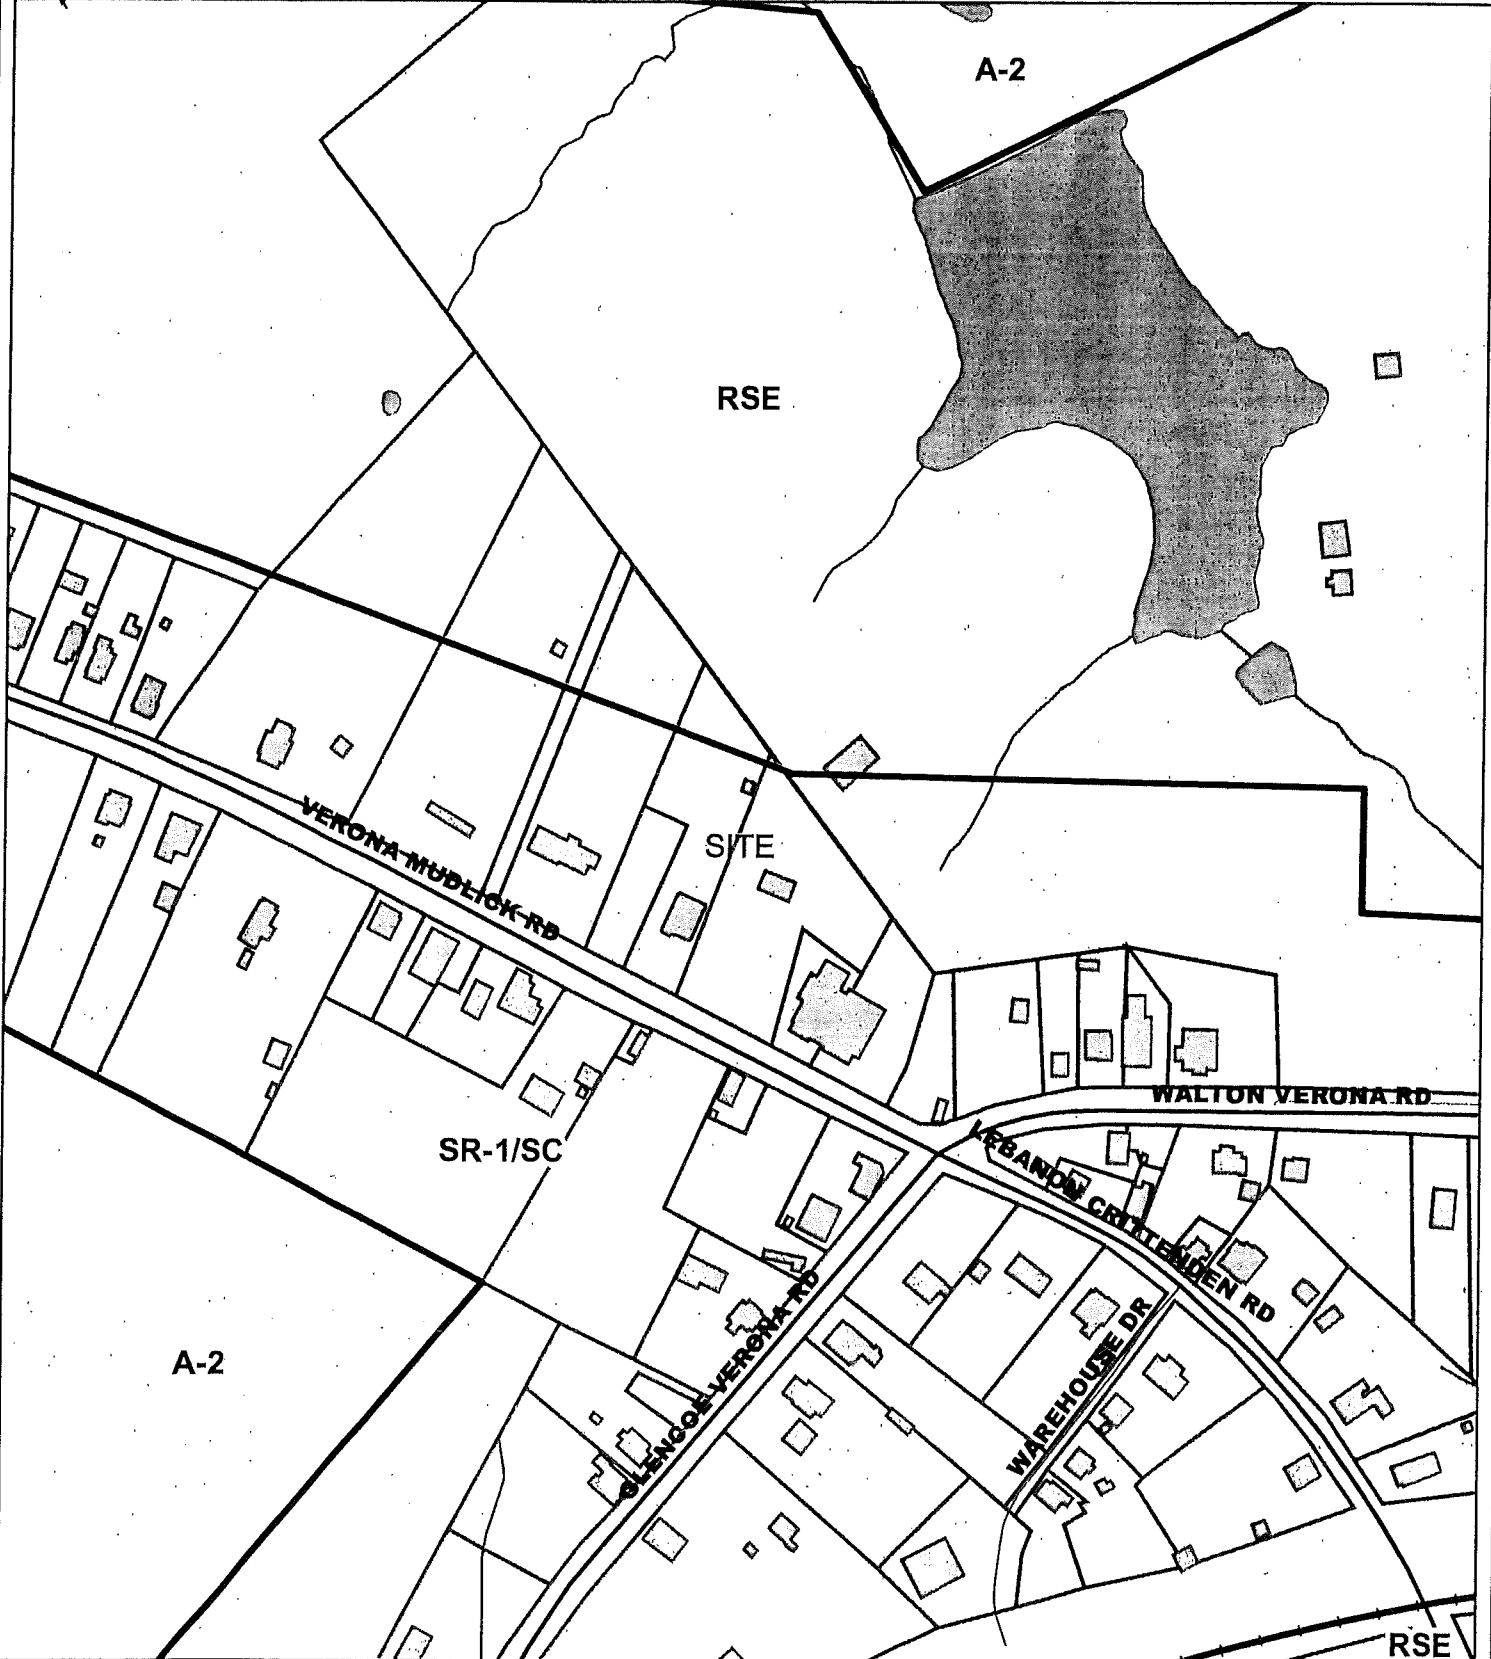 A-2
RSE
SITE
VERONA MUDLICK RD
WALTON VERONA RD
LEBANON CRITTENDEN RD
SR-1/SC
WAREHOUSE DR
GLENCOE VERONA RD
A-2
RSE